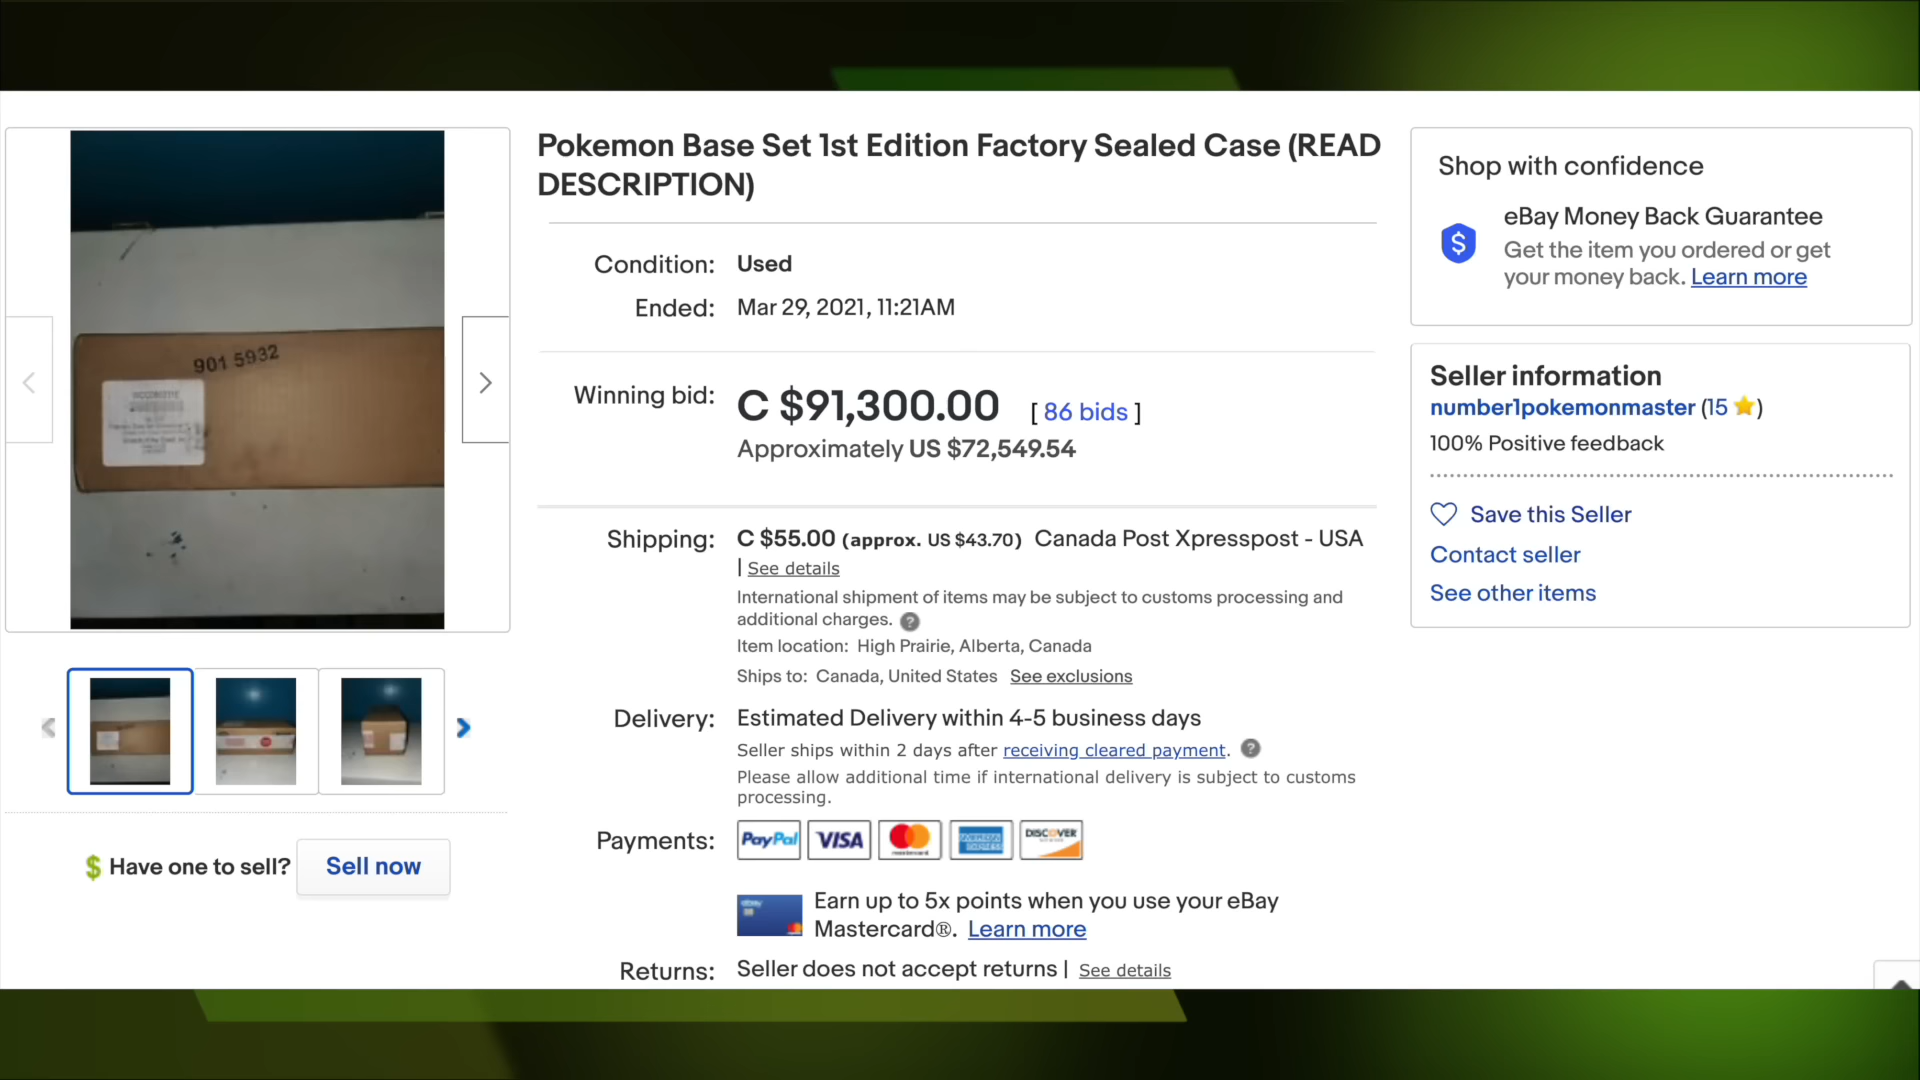 Pokemon Base Set 1st Edition Factory Sealed Case (READ
DESCRIPTION)
Condition: Used
Ended: Mar 29, 2021, 11:21AM
Winning bid: C $91,300.00 [ 86 bids ]
Approximately US $72,549.54
Shipping: C $55.00 (approx. US $43.70) Canada Post Xpresspost - USA
| See details
International shipment of items may be subject to customs processing and
additional charges. ?
Item location: High Prairie, Alberta, Canada
Ships to: Canada, United States See exclusions
Delivery: Estimated Delivery within 4-5 business days
Seller ships within 2 days after receiving cleared payment. ?
Please allow additional time if international delivery is subject to customs
processing.
Payments: PayPal VISA mastercard AMERICAN EXPRESS DISCOVER
ebay
Earn up to 5x points when you use your eBay
Mastercard®. Learn more
Returns: Seller does not accept returns | See details
901 5932
$ Have one to sell? Sell now
Shop with confidence
$
eBay Money Back Guarantee
Get the item you ordered or get
your money back. Learn more
Seller information
number1pokemonmaster (15 )
100% Positive feedback
Save this Seller
Contact seller
See other items